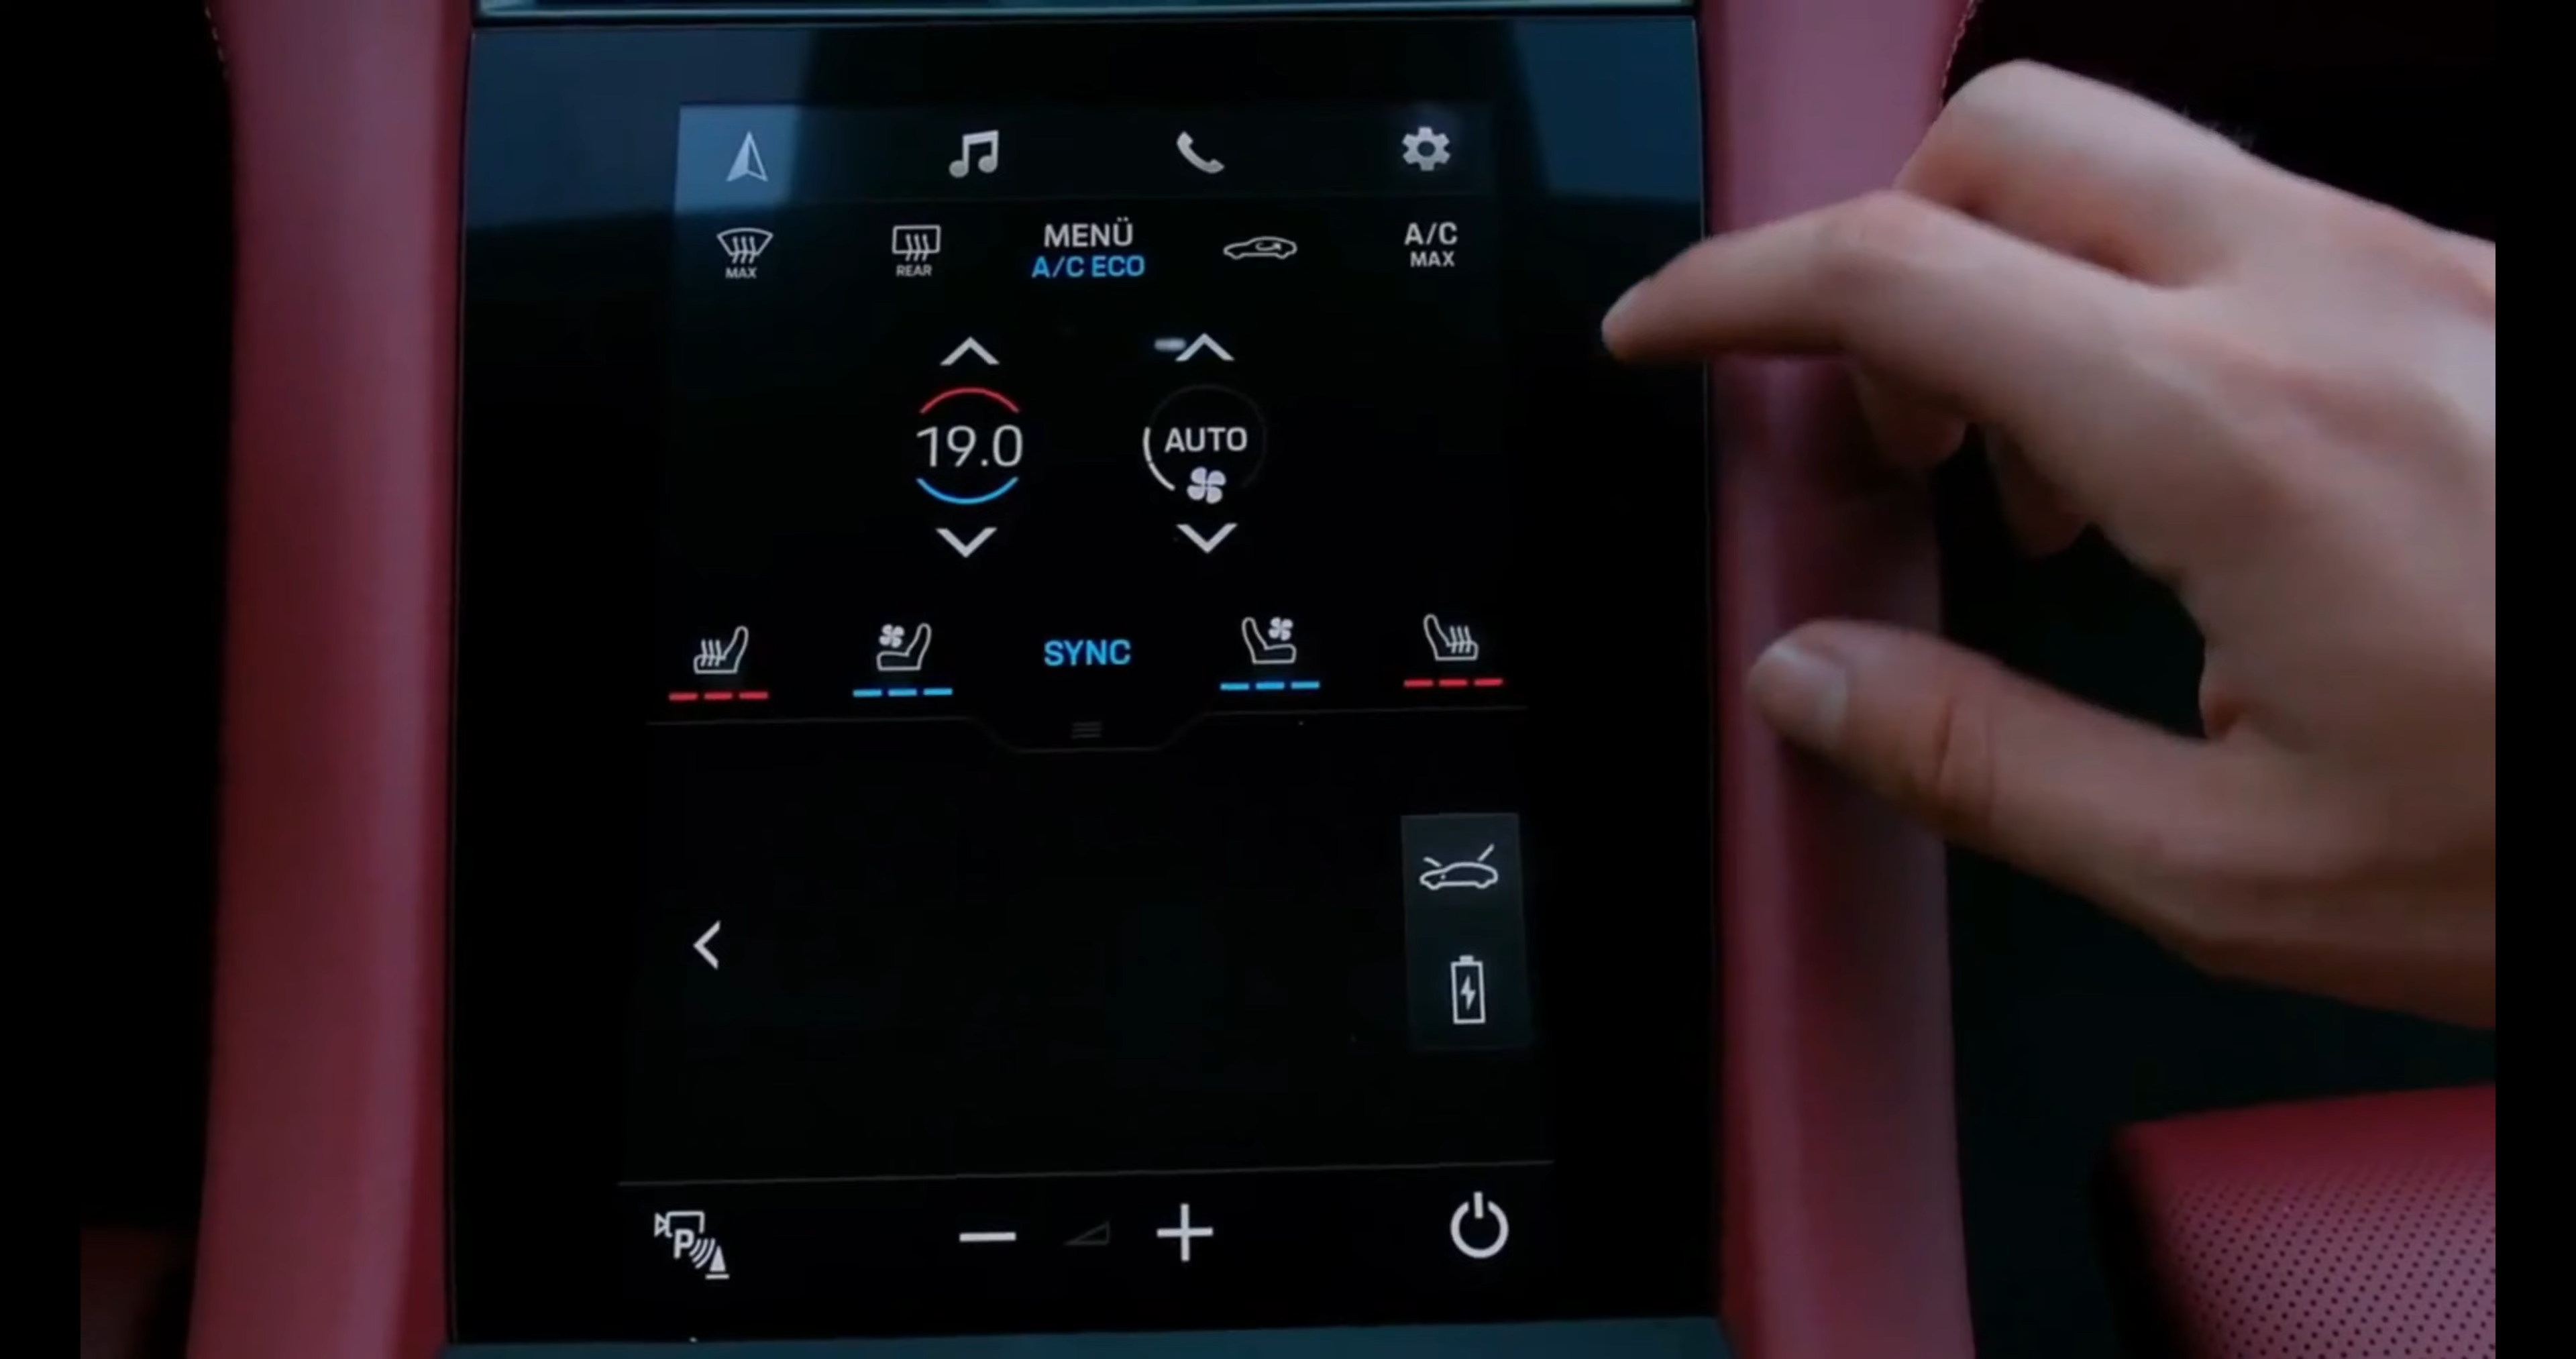 MAX
REAR
MENÜ
A/C ECO
A/C
MAX
19.0
AUTO
SYNC
P